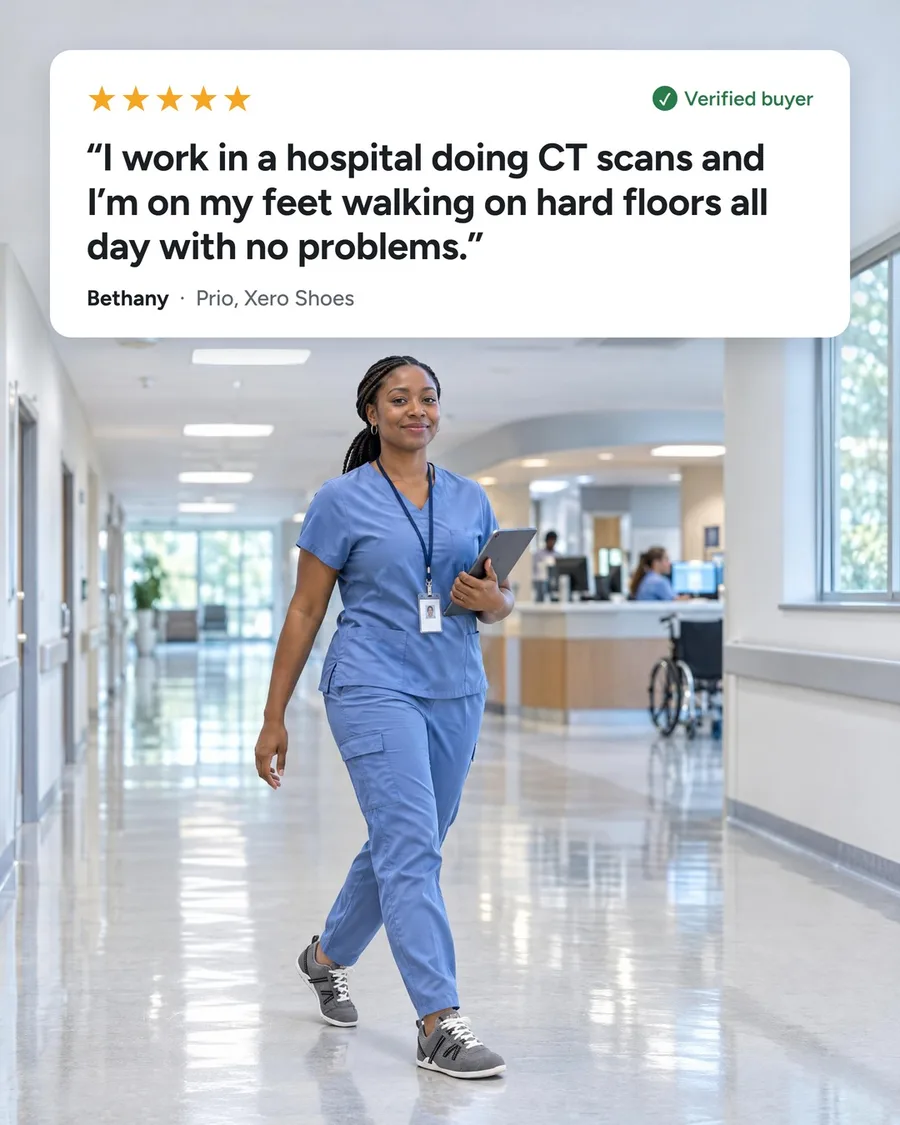 Verified buyer
“I work in a hospital doing CT scans and
I’m on my feet walking on hard floors all
day with no problems.”
Bethany · Prio, Xero Shoes